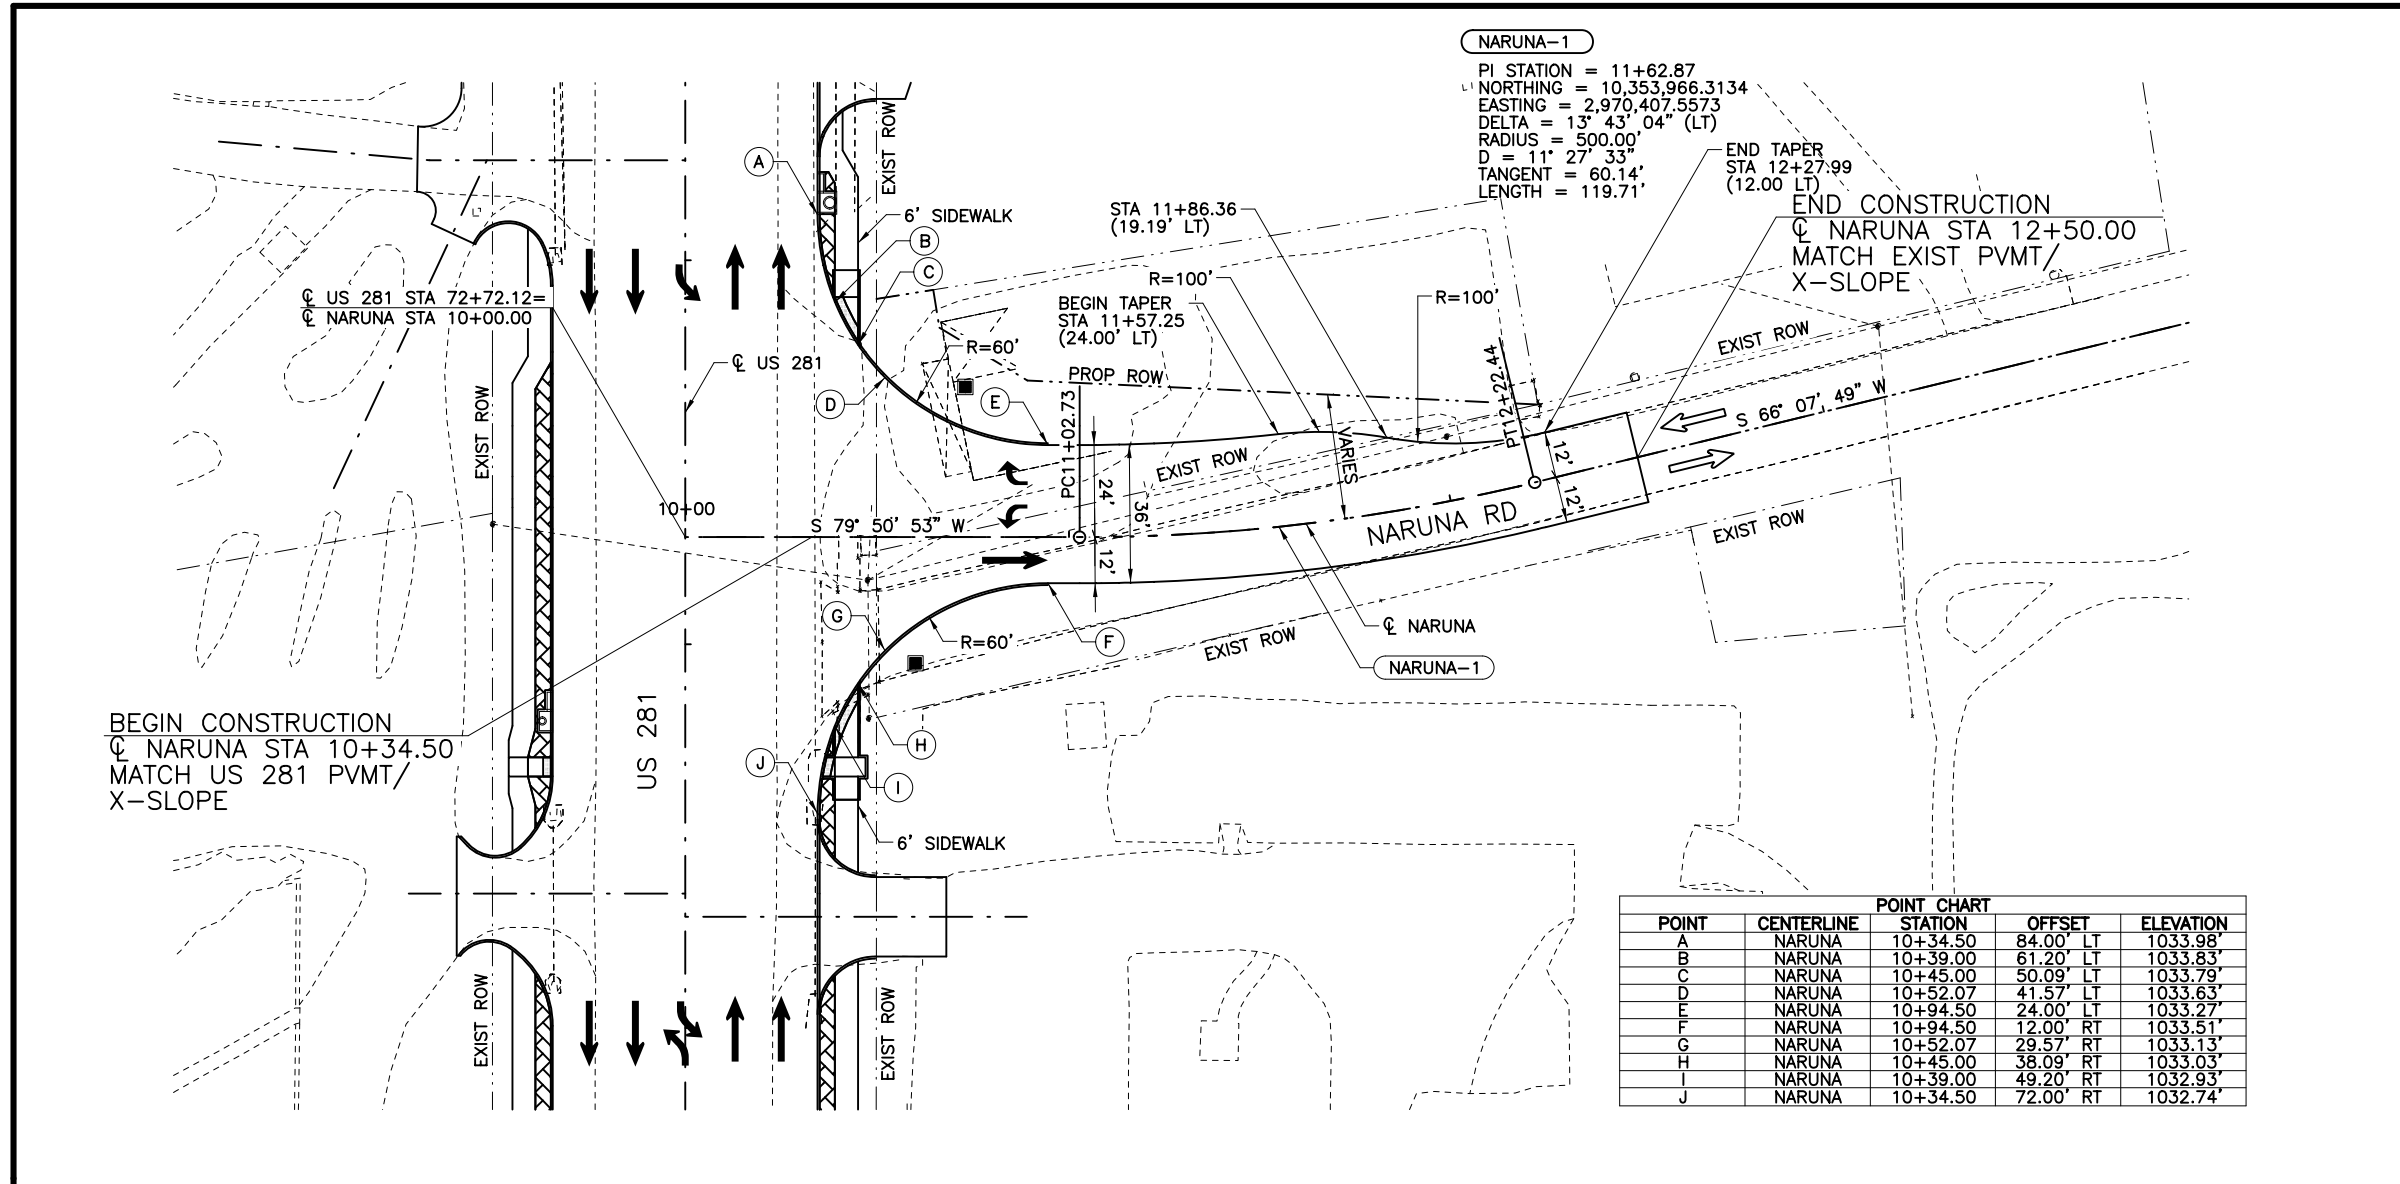 NARUNA-1
PI STATION = 11+62.87
NORTHING = 10,353,966.3134
EASTING = 2,970,407.5573
DELTA = 13° 43' 04" (LT)
RADIUS = 500.00'
D = 11° 27' 33"
TANGENT = 60.14'
LENGTH = 119.71'
END TAPER
STA 12+27.99
(12.00 LT)
END CONSTRUCTION
℄ NARUNA STA 12+50.00
MATCH EXIST PVMT/
X-SLOPE
EXIST ROW
A
6' SIDEWALK
B
C
STA 11+86.36
(19.19' LT)
R=100'
R=100'
BEGIN TAPER
STA 11+57.25
(24.00' LT)
℄ US 281 STA 72+72.12=
℄ NARUNA STA 10+00.00
℄ US 281
R=60'
D
E
PROP ROW
EXIST ROW
EXIST ROW
PC11+02.73
PT12+22.44
VARIES
EXIST ROW
S 66° 07' 49" W
12'
12'
24'
36'
12'
10+00
S 79° 50' 53" W
NARUNA RD
EXIST ROW
G
R=60'
F
℄ NARUNA
EXIST ROW
NARUNA-1
US 281
BEGIN CONSTRUCTION
℄ NARUNA STA 10+34.50
MATCH US 281 PVMT/
X-SLOPE
H
J
I
6' SIDEWALK
EXIST ROW
EXIST ROW
POINT CHART
POINT CENTERLINE STATION OFFSET ELEVATION
A NARUNA 10+34.50 84.00' LT 1033.98'
B NARUNA 10+39.00 61.20' LT 1033.83'
C NARUNA 10+45.00 50.09' LT 1033.79'
D NARUNA 10+52.07 41.57' LT 1033.63'
E NARUNA 10+94.50 24.00' LT 1033.27'
F NARUNA 10+94.50 12.00' RT 1033.51'
G NARUNA 10+52.07 29.57' RT 1033.13'
H NARUNA 10+45.00 38.09' RT 1033.03'
I NARUNA 10+39.00 49.20' RT 1032.93'
J NARUNA 10+34.50 72.00' RT 1032.74'